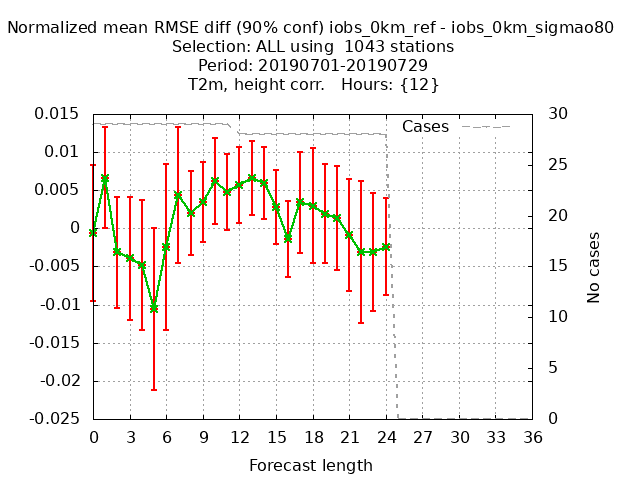 Normalized mean RMSE diff (90% conf) iobs_0km_ref - iobs_0km_sigmao80
Selection: ALL using  1043 stations
Period: 20190701-20190729
T2m, height corr.   Hours: {12}
Cases
0.015
0.01
0.005
0
-0.005
-0.01
-0.015
-0.02
-0.025
30
25
20
15
10
5
0
No cases
0 3 6 9 12 15 18 21 24 27 30 33 36
Forecast length